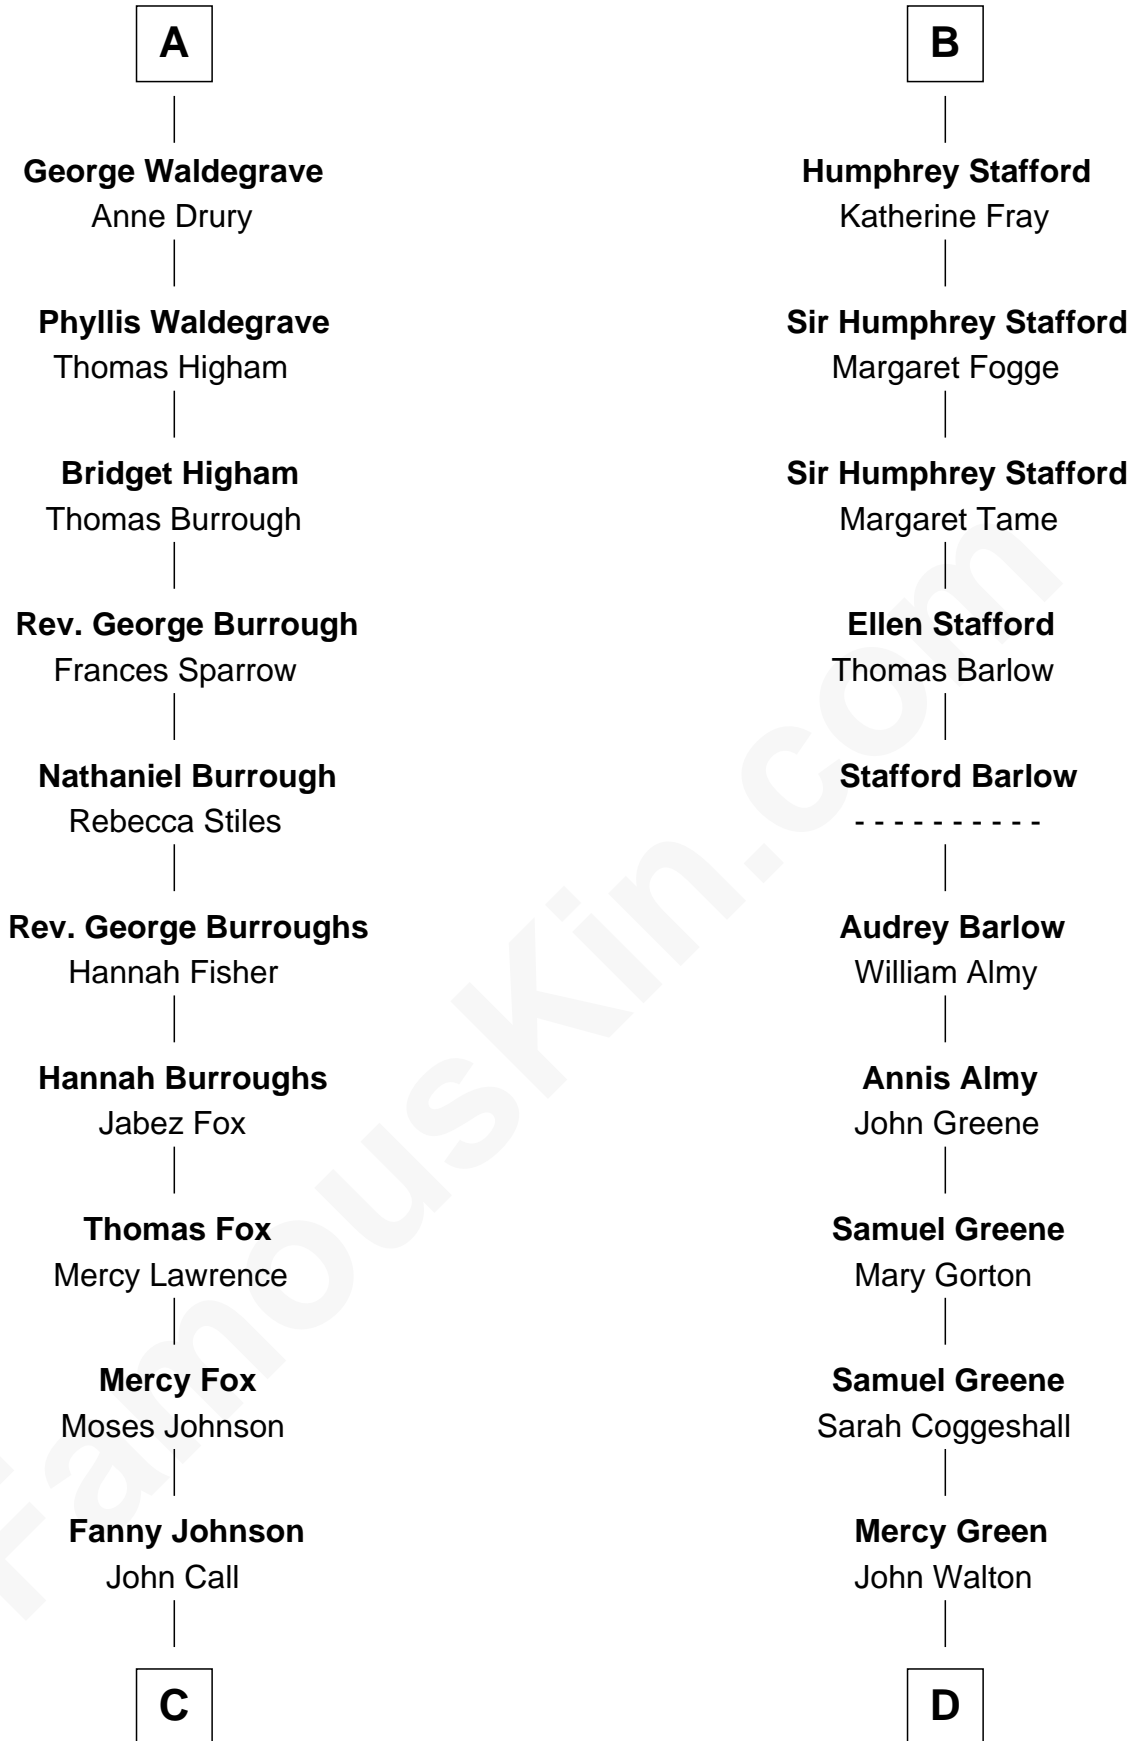 A
George Waldegrave
Anne Drury
Phyllis Waldegrave
Thomas Higham
Bridget Higham
Thomas Burrough
Rev. George Burrough
Frances Sparrow
Nathaniel Burrough
Rebecca Stiles
Rev. George Burroughs
Hannah Fisher
Hannah Burroughs
Jabez Fox
Thomas Fox
Mercy Lawrence
Mercy Fox
Moses Johnson
Fanny Johnson
John Call
C
B
Humphrey Stafford
Katherine Fray
Sir Humphrey Stafford
Margaret Fogge
Sir Humphrey Stafford
Margaret Tame
Ellen Stafford
Thomas Barlow
Stafford Barlow
- - - - - - - - - -
Audrey Barlow
William Almy
Annis Almy
John Greene
Samuel Greene
Mary Gorton
Samuel Greene
Sarah Coggeshall
Mercy Green
John Walton
D
FamousKin.com